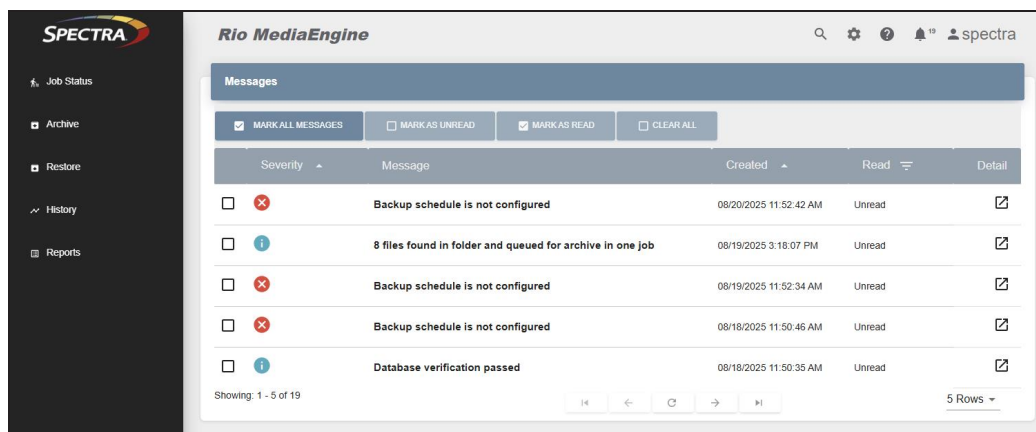 SPECTRA
Rio MediaEngine
19
spectra
Job Status
Archive
Restore
History
Reports
Messages
MARK ALL MESSAGES
MARK AS UNREAD
MARK AS READ
CLEAR ALL
Severity Message Created Read Detail
Backup schedule is not configured 08/20/2025 11:52:42 AM Unread
8 files found in folder and queued for archive in one job 08/19/2025 3:18:07 PM Unread
Backup schedule is not configured 08/19/2025 11:52:34 AM Unread
Backup schedule is not configured 08/18/2025 11:50:46 AM Unread
Database verification passed 08/18/2025 11:50:35 AM Unread
Showing: 1 - 5 of 19
5 Rows